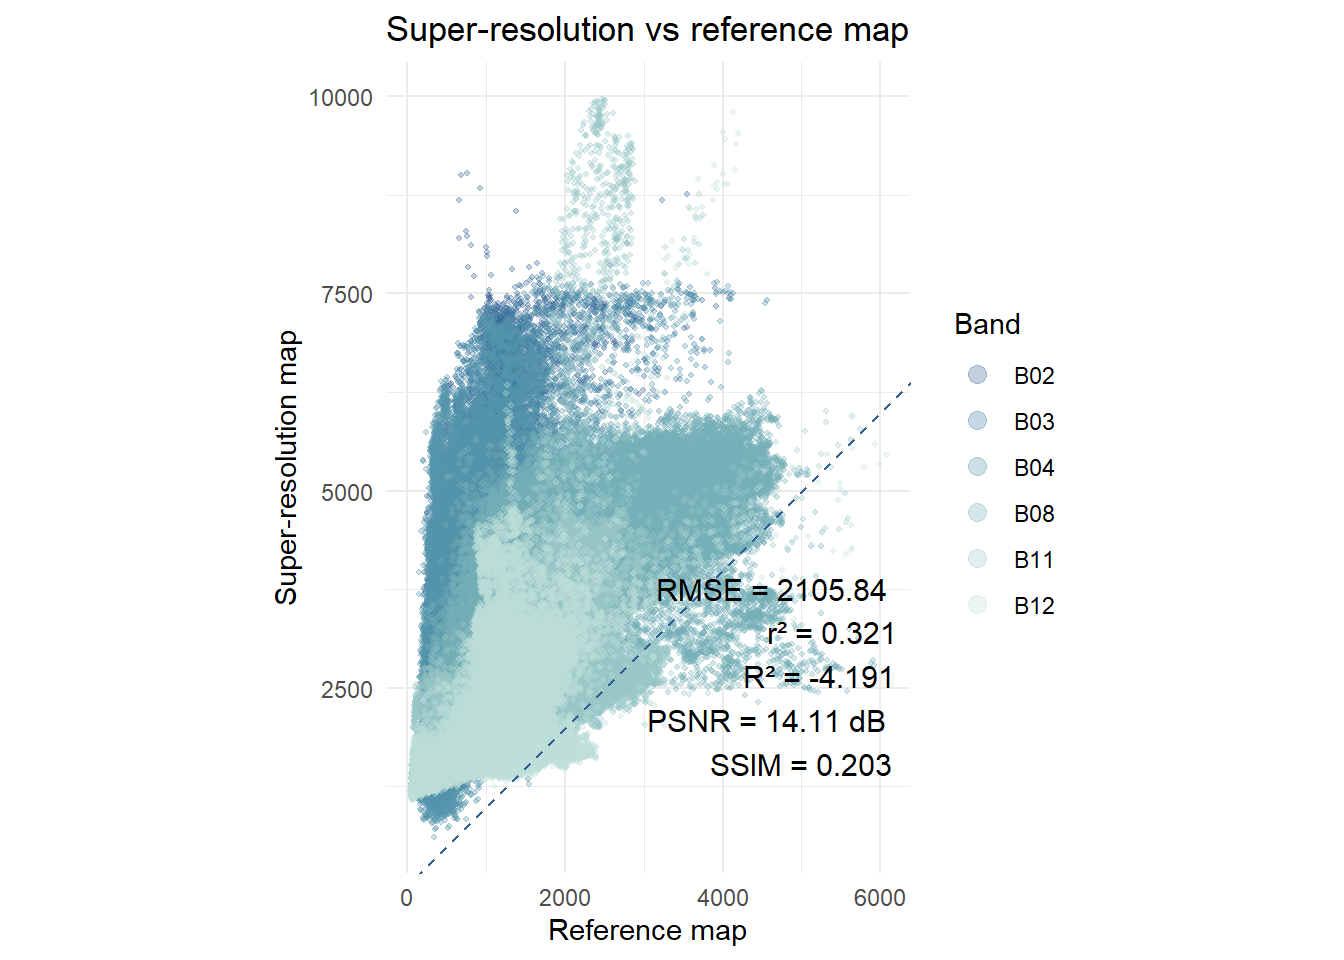 Super-resolution vs reference map
10000
7500
5000
2500
Super-resolution map
RMSE = 2105.84
r² = 0.321
R² = -4.191
PSNR = 14.11 dB
SSIM = 0.203
0
2000
4000
6000
Reference map
Band
B02
B03
B04
B08
B11
B12